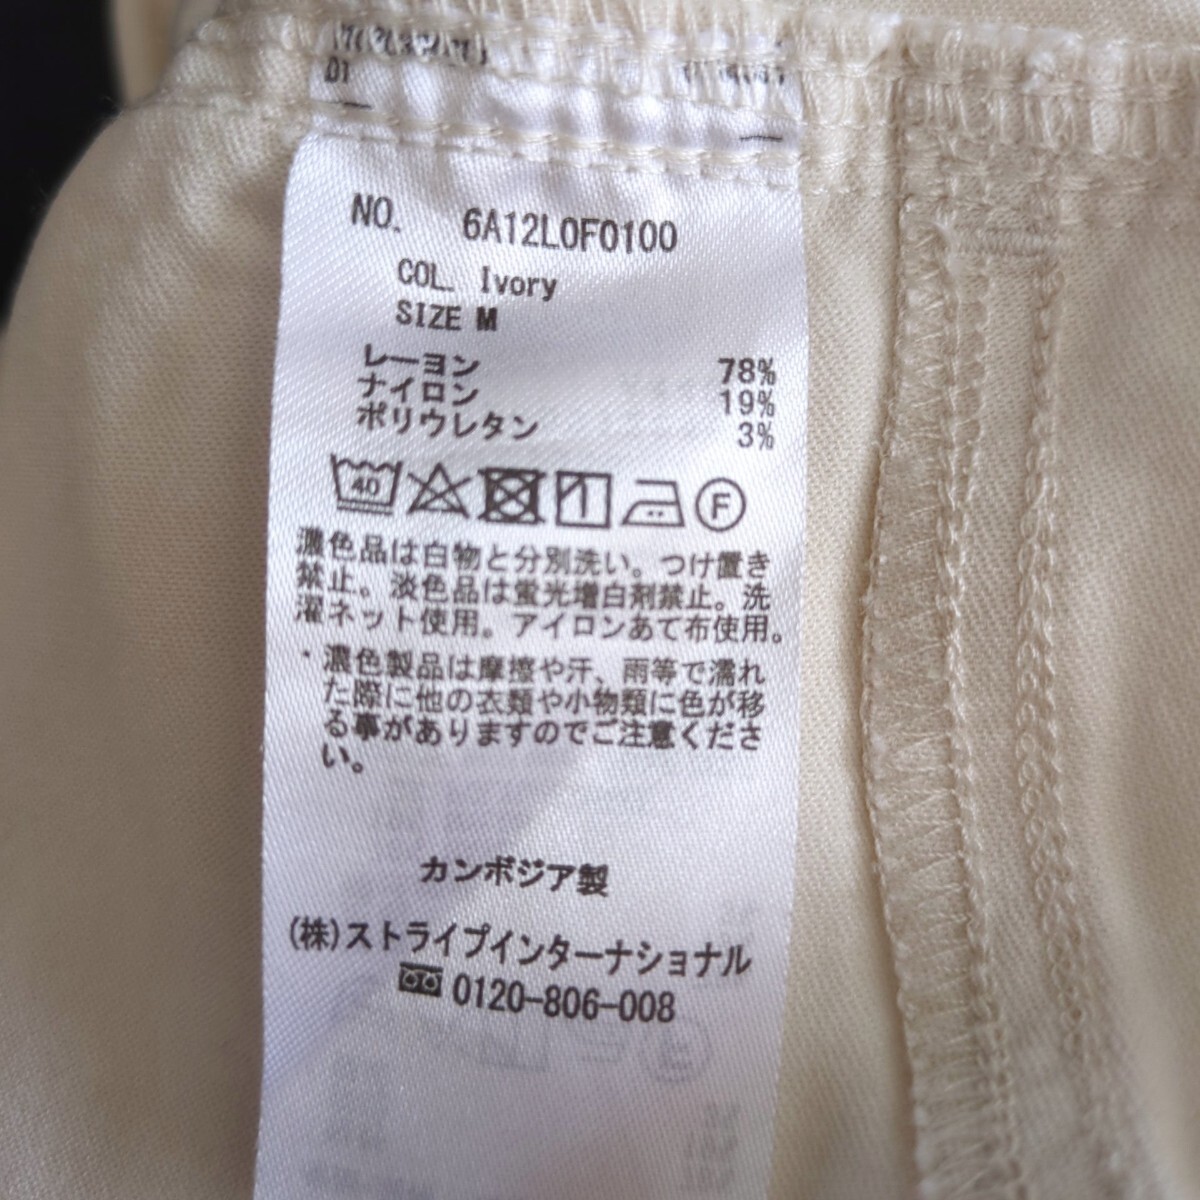 01
NO. 6A12L0F0100
COL. Ivory
SIZE M
レーヨン 78%
ナイロン 19%
ポリウレタン 3%
40 F
濃色品は白物と分別洗い。つけ置き
禁止。淡色品は蛍光増白剤禁止。洗
濯ネット使用。アイロンあて布使用。
・濃色製品は摩擦や汗、雨等で濡れ
た際に他の衣類や小物類に色が移
る事がありますのでご注意くださ
い。
カンボジア製
(株)ストライプインターナショナル
0120-806-008